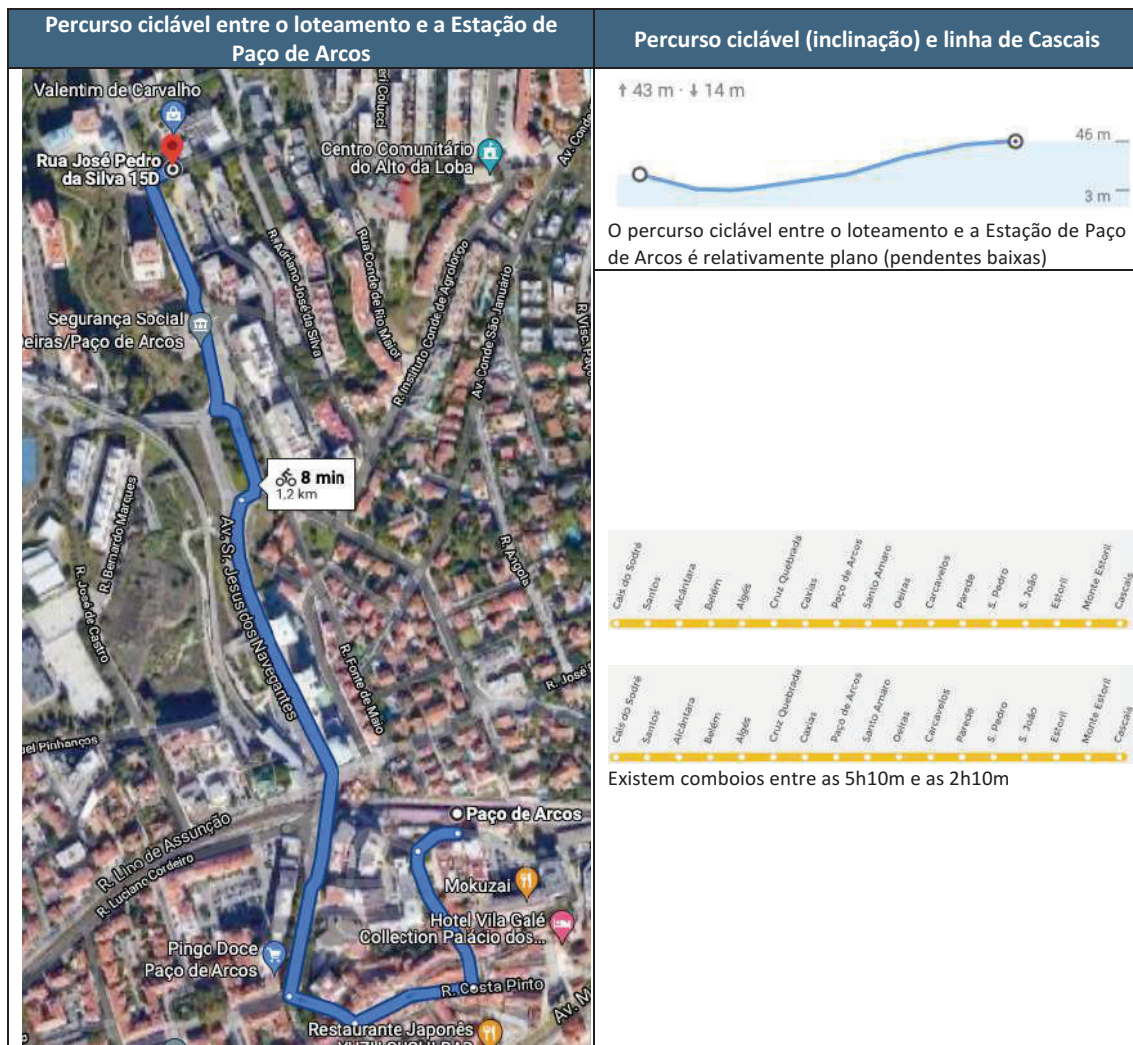 Percurso ciclável entre o loteamento e a Estação de
Paço de Arcos
Percurso ciclável (inclinação) e linha de Cascais
Valentim de Carvalho
Rua José Pedro
da Silva 15D
eri Colucci
Centro Comunitário
do Alto da Loba
Av. Conde
R. Adriano José da Silva
Rua Conde de Rio Maior
R. Instituto Conde de Agrolongo
Av. Conde São Januário
R. Visc.
Segurança Social
eiras/Paço de Arcos
8 min
1,2 km
R. Bernardo Marques
R. José de Castro
Av. Sr. Jesus dos Navegantes
R. Angola
R. Fonte de Maio
R. José
uel Pinhanços
Paço de Arcos
R. Lino de Assunção
R. Luciano Cordeiro
Mokuzai
Hotel Vila Galé
Collection Palácio dos...
Pingo Doce
Paço de Arcos
R. Costa Pinto
Av. M
Restaurante Japonês
↑ 43 m · ↓ 14 m
46 m
3 m
O percurso ciclável entre o loteamento e a Estação de Paço
de Arcos é relativamente plano (pendentes baixas)
Cais do Sodré
Santos
Alcântara
Belém
Algés
Cruz Quebrada
Caxias
Paço de Arcos
Santo Amaro
Oeiras
Carcavelos
Parede
S. Pedro
S. João
Estoril
Monte Estoril
Cascais
Cais do Sodré
Santos
Alcântara
Belém
Algés
Cruz Quebrada
Caxias
Paço de Arcos
Santo Amaro
Oeiras
Carcavelos
Parede
S. Pedro
S. João
Estoril
Monte Estoril
Cascais
Existem comboios entre as 5h10m e as 2h10m